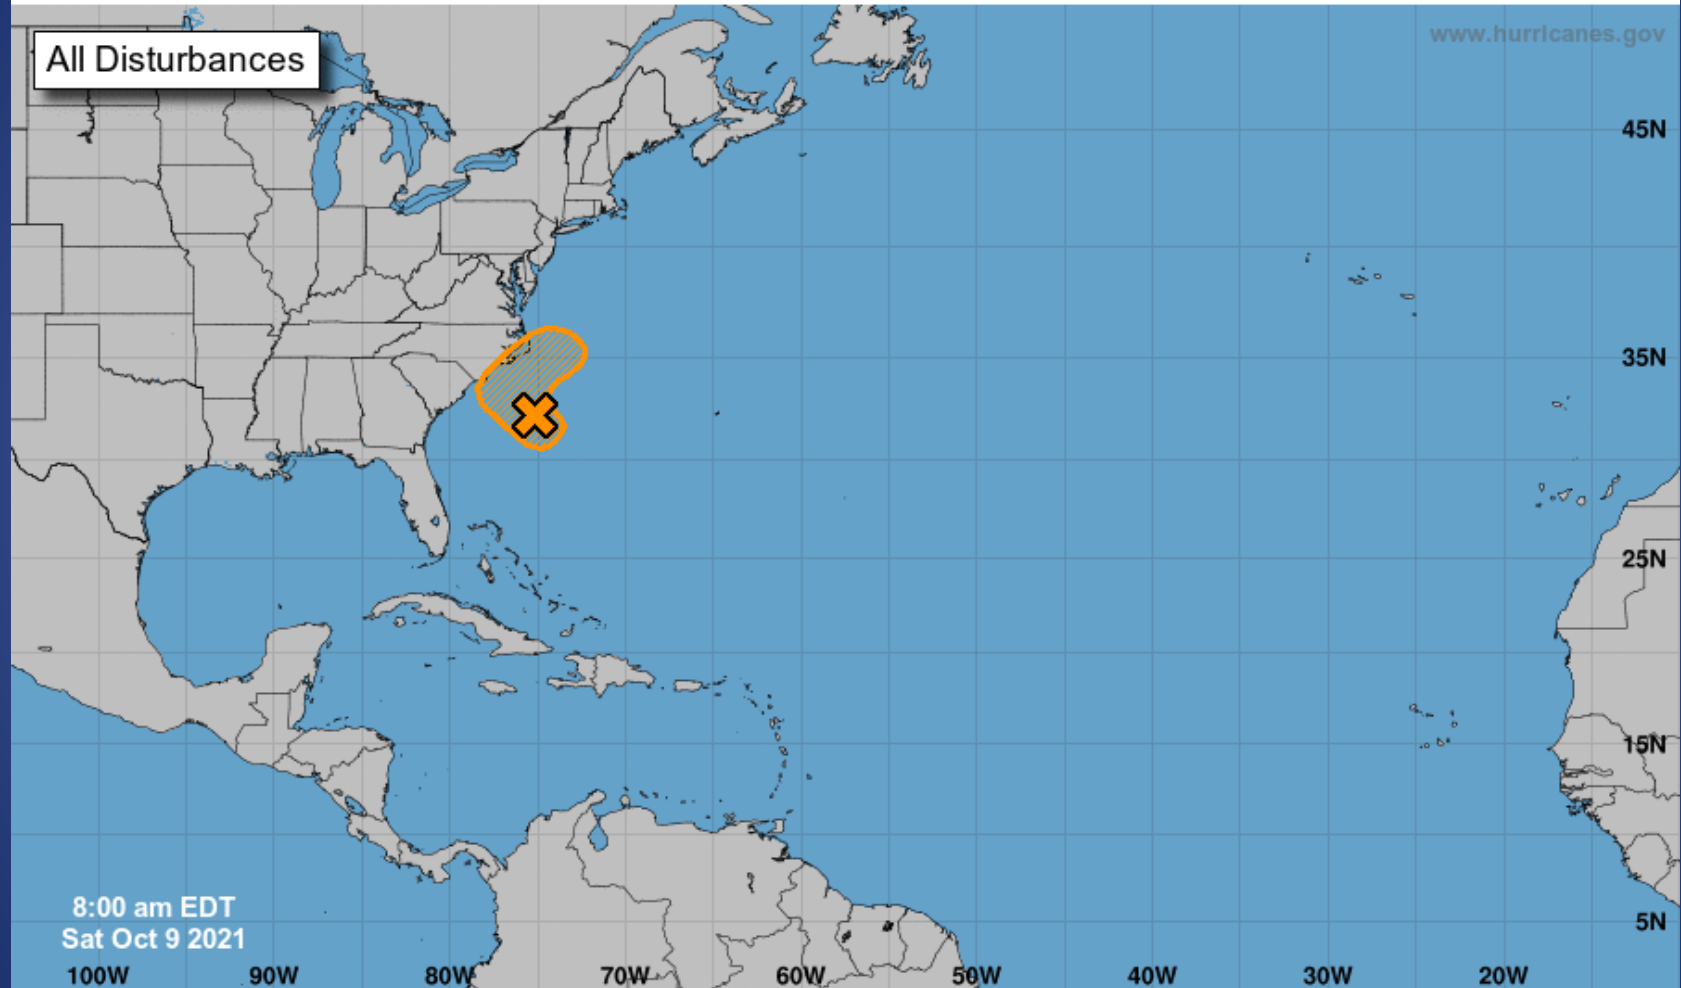 www.hurricanes.gov
All Disturbances
45N
35N
25N
15N
5N
8:00 am EDT
Sat Oct 9 2021
100W 90W 80W 70W 60W 50W 40W 30W 20W